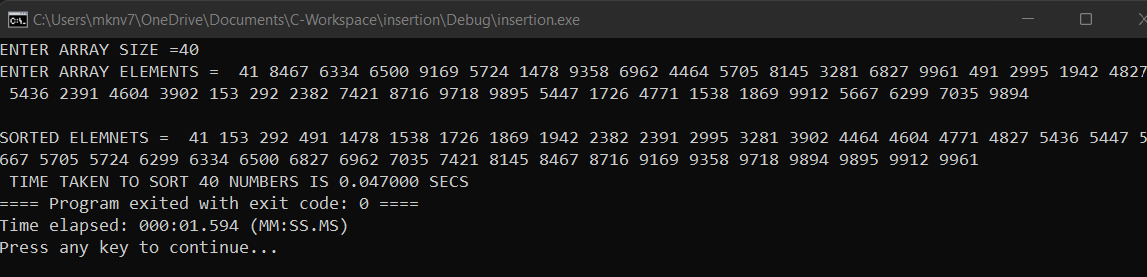 C:\Users\mknv7\OneDrive\Documents\C-Workspace\insertion\Debug\insertion.exe
ENTER ARRAY SIZE =40
ENTER ARRAY ELEMENTS =  41 8467 6334 6500 9169 5724 1478 9358 6962 4464 5705 8145 3281 6827 9961 491 2995 1942 4827
 5436 2391 4604 3902 153 292 2382 7421 8716 9718 9895 5447 1726 4771 1538 1869 9912 5667 6299 7035 9894
SORTED ELEMNETS =  41 153 292 491 1478 1538 1726 1869 1942 2382 2391 2995 3281 3902 4464 4604 4771 4827 5436 5447 5
667 5705 5724 6299 6334 6500 6827 6962 7035 7421 8145 8467 8716 9169 9358 9718 9894 9895 9912 9961
 TIME TAKEN TO SORT 40 NUMBERS IS 0.047000 SECS
==== Program exited with exit code: 0 ====
Time elapsed: 000:01.594 (MM:SS.MS)
Press any key to continue...